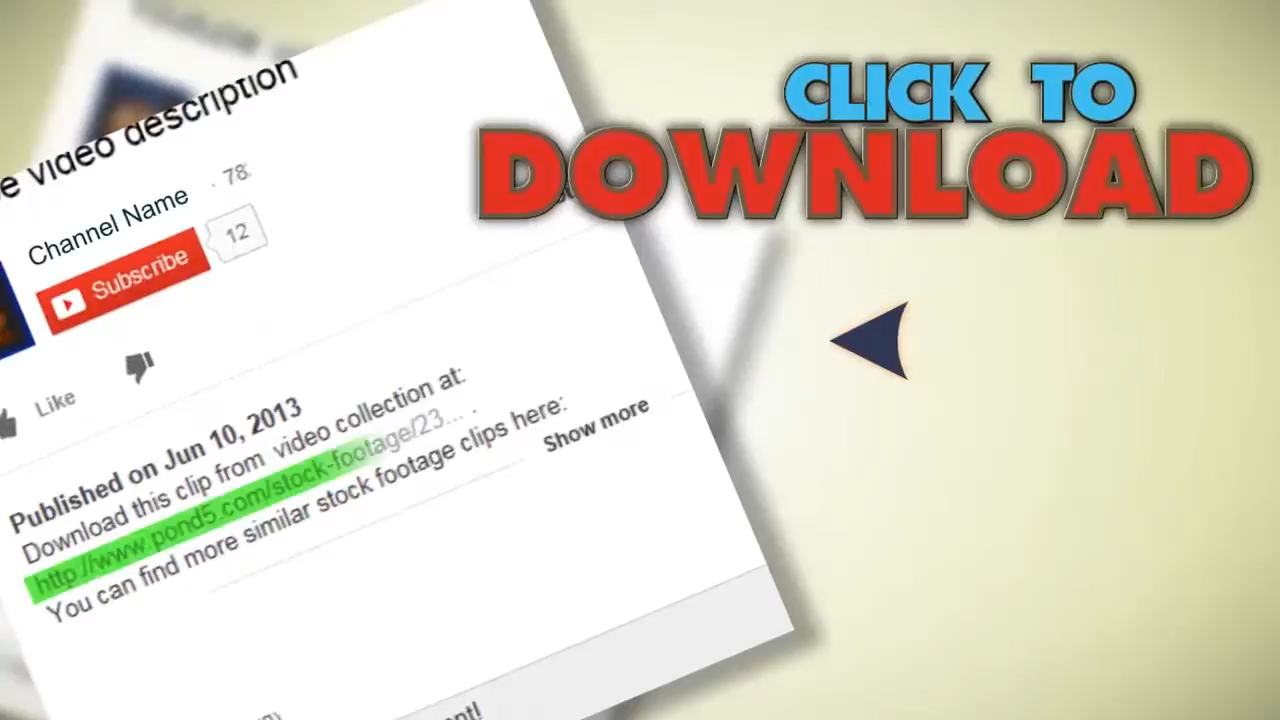 CLICK TO
DOWNLOAD
e video description
Channel Name
78
Subscribe
12
Like
Published on Jun 10, 2013
Download this clip from video collection at:
http://www.pond5.com/stock-footage/23...
You can find more similar stock footage clips here:
Show more